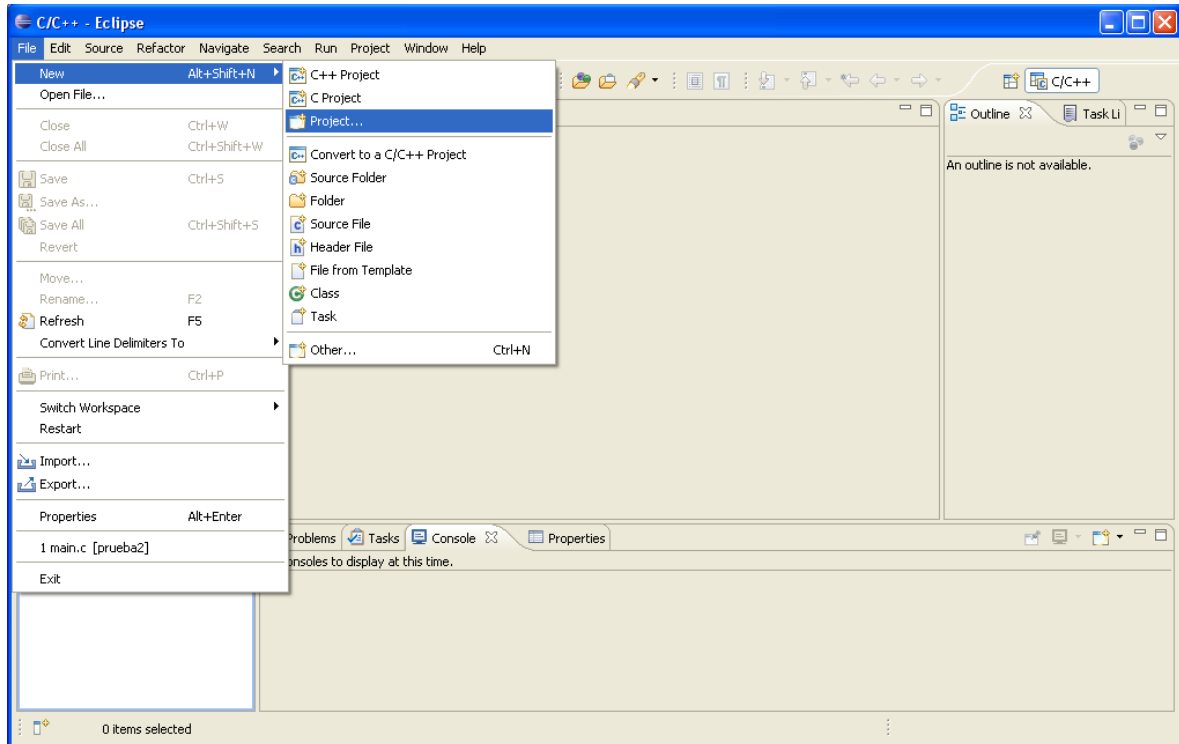 C/C++ - Eclipse
File Edit Source Refactor Navigate Search Run Project Window Help
New Alt+Shift+N
Open File...
Close Ctrl+W
Close All Ctrl+Shift+W
Save Ctrl+S
Save As...
Save All Ctrl+Shift+S
Revert
Move...
Rename... F2
Refresh F5
Convert Line Delimiters To
Print... Ctrl+P
Switch Workspace
Restart
Import...
Export...
Properties Alt+Enter
1 main.c [prueba2]
Exit
C++ Project
C Project
Project...
Convert to a C/C++ Project
Source Folder
Folder
Source File
Header File
File from Template
Class
Task
Other... Ctrl+N
C/C++
Outline Task Li
An outline is not available.
Problems Tasks Console Properties
onsoles to display at this time.
0 items selected